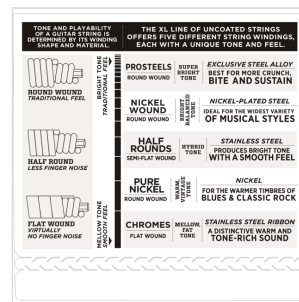 TONE AND PLAYABILITY
OF A GUITAR STRING IS
DETERMINED BY ITS WINDING
SHAPE AND MATERIAL.
THE XL LINE OF UNCOATED STRINGS
OFFERS FIVE DIFFERENT STRING WINDINGS,
EACH WITH A UNIQUE TONE AND FEEL.
ROUND WOUND
TRADITIONAL FEEL
HALF ROUND
LESS FINGER NOISE
FLAT WOUND
VIRTUALLY
NO FINGER NOISE
BRIGHT TONE
TRADITIONAL FEEL
MELLOW TONE
SMOOTH FEEL
PROSTEELS
ROUND WOUND
SUPER
BRIGHT
TONE
EXCLUSIVE STEEL ALLOY
BEST FOR MORE CRUNCH,
BITE AND SUSTAIN
NICKEL
WOUND
ROUND WOUND
BRIGHT
BALANCED
TONE
NICKEL-PLATED STEEL
IDEAL FOR THE WIDEST VARIETY
OF MUSICAL STYLES
HALF
ROUNDS
SEMI-FLAT WOUND
HYBRID
TONE
STAINLESS STEEL
PRODUCES BRIGHT TONE
WITH A SMOOTH FEEL
PURE
NICKEL
ROUND WOUND
WARM,
VINTAGE
TONE
NICKEL
FOR THE WARMER TIMBRES OF
BLUES & CLASSIC ROCK
CHROMES
FLAT WOUND
MELLOW,
FAT
TONE
STAINLESS STEEL RIBBON
A DISTINCTIVE WARM AND
TONE-RICH SOUND